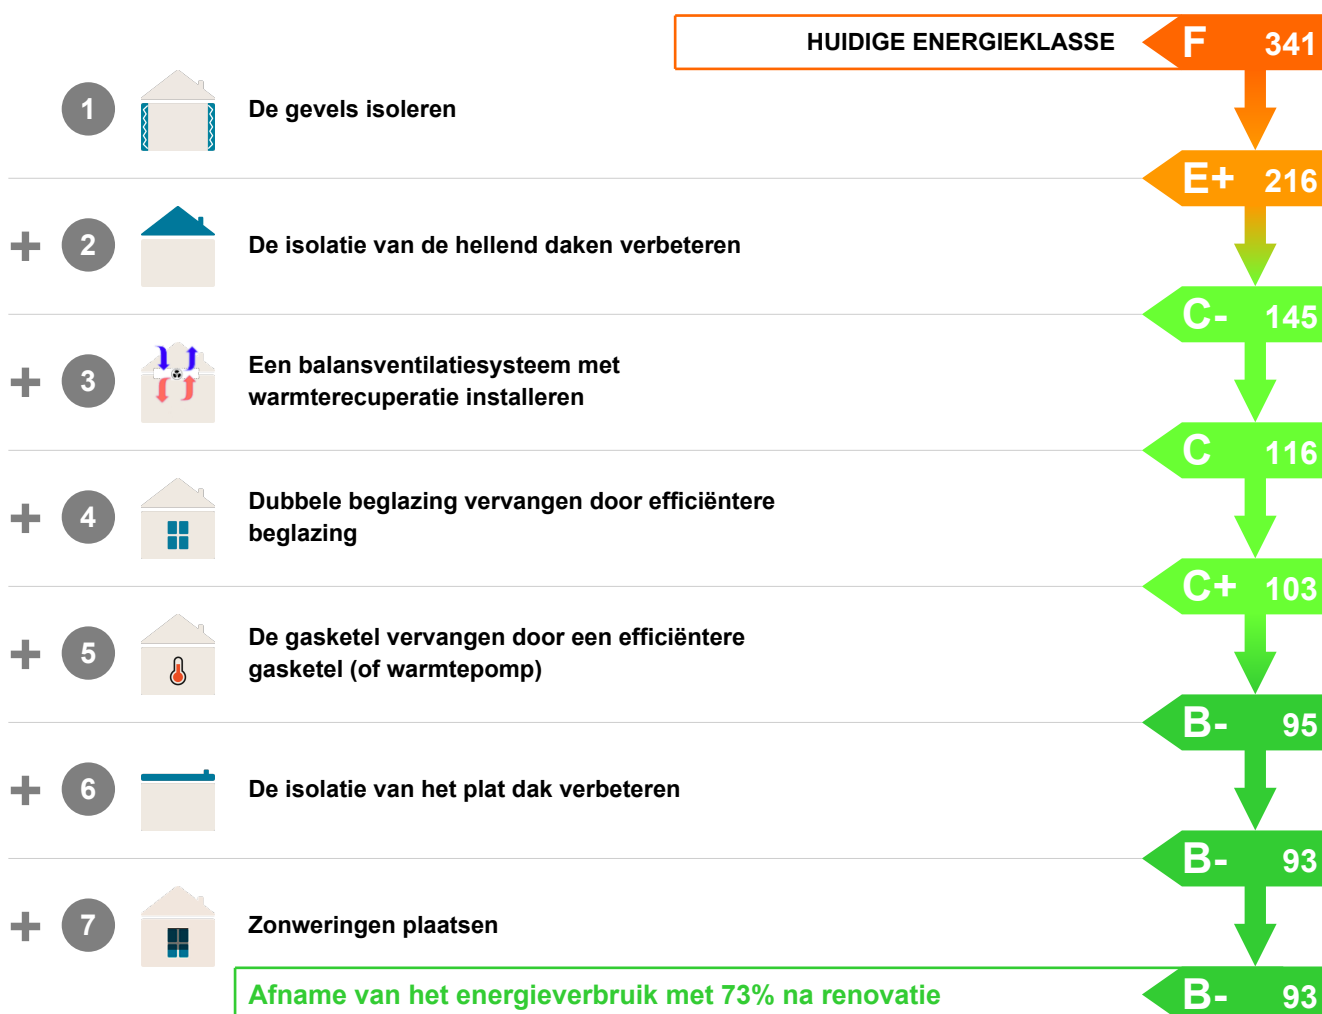 HUIDIGE ENERGIEKLASSE F 341
1 De gevels isoleren
E+ 216
+ 2 De isolatie van de hellend daken verbeteren
C- 145
+ 3 Een balansventilatiesysteem met
warmterecuperatie installeren
C 116
+ 4 Dubbele beglazing vervangen door efficiëntere
beglazing
C+ 103
+ 5 De gasketel vervangen door een efficiëntere
gasketel (of warmtepomp)
B- 95
+ 6 De isolatie van het plat dak verbeteren
B- 93
+ 7 Zonweringen plaatsen
Afname van het energieverbruik met 73% na renovatie B- 93